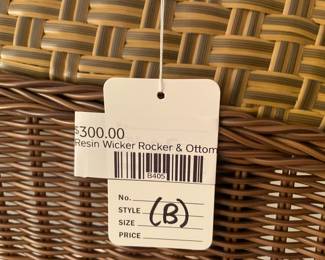 $300.00
Resin Wicker Rocker & Ottom
B405
No.
STYLE (B)
SIZE
PRICE